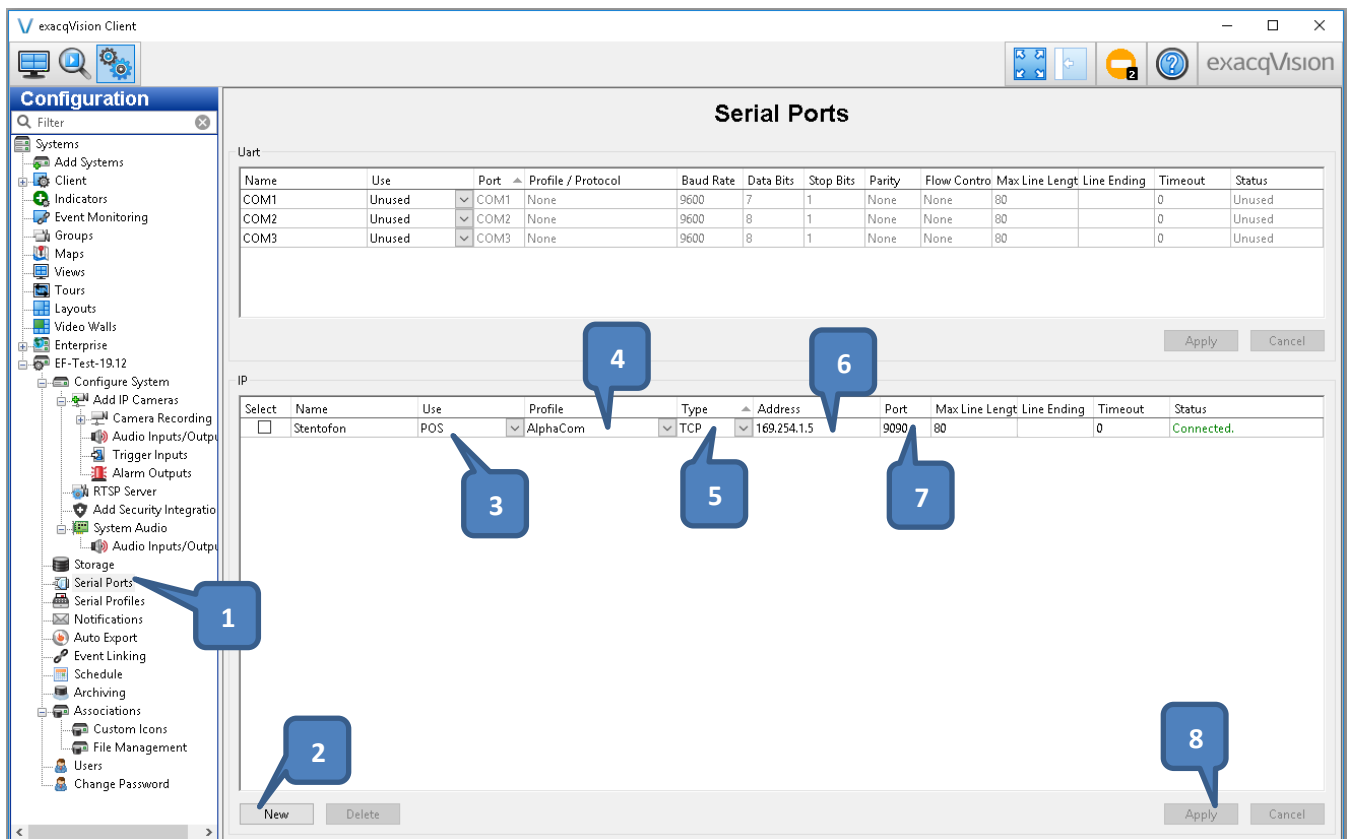 exacqVision Client
2
exacqVision
Configuration
Filter
Systems
Add Systems
Client
Indicators
Event Monitoring
Groups
Maps
Views
Tours
Layouts
Video Walls
Enterprise
EF-Test-19.12
Configure System
Add IP Cameras
Camera Recording
Audio Inputs/Outpu
Trigger Inputs
Alarm Outputs
RTSP Server
Add Security Integratio
System Audio
Audio Inputs/Outpu
Storage
Serial Ports
Serial Profiles
Notifications
Auto Export
Event Linking
Schedule
Archiving
Associations
Custom Icons
File Management
Users
Change Password
1
Serial Ports
Uart
Name Use Port Profile / Protocol Baud Rate Data Bits Stop Bits Parity Flow Contro Max Line Lengt Line Ending Timeout Status
COM1 Unused COM1 None 9600 7 1 None None 80 0 Unused
COM2 Unused COM2 None 9600 8 1 None None 80 0 Unused
COM3 Unused COM3 None 9600 8 1 None None 80 0 Unused
Apply Cancel
4
6
IP
Select Name Use Profile Type Address Port Max Line Lengt Line Ending Timeout Status
Stentofon POS AlphaCom TCP 169.254.1.5 9090 80 0 Connected.
3
5
7
2
8
New Delete Apply Cancel